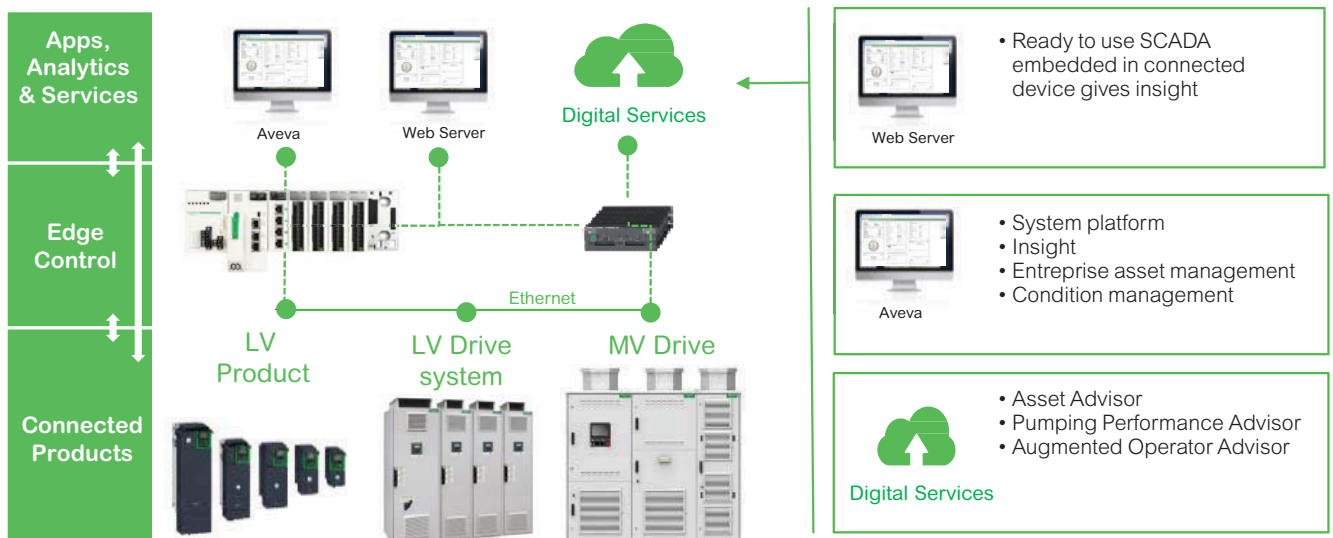 Apps,
Analytics
& Services
Edge
Control
Connected
Products
Aveva
Web Server
Digital Services
Ethernet
LV
Product
LV Drive
system
MV Drive
Web Server
• Ready to use SCADA
embedded in connected
device gives insight
Aveva
• System platform
• Insight
• Entreprise asset management
• Condition management
Digital Services
• Asset Advisor
• Pumping Performance Advisor
• Augmented Operator Advisor